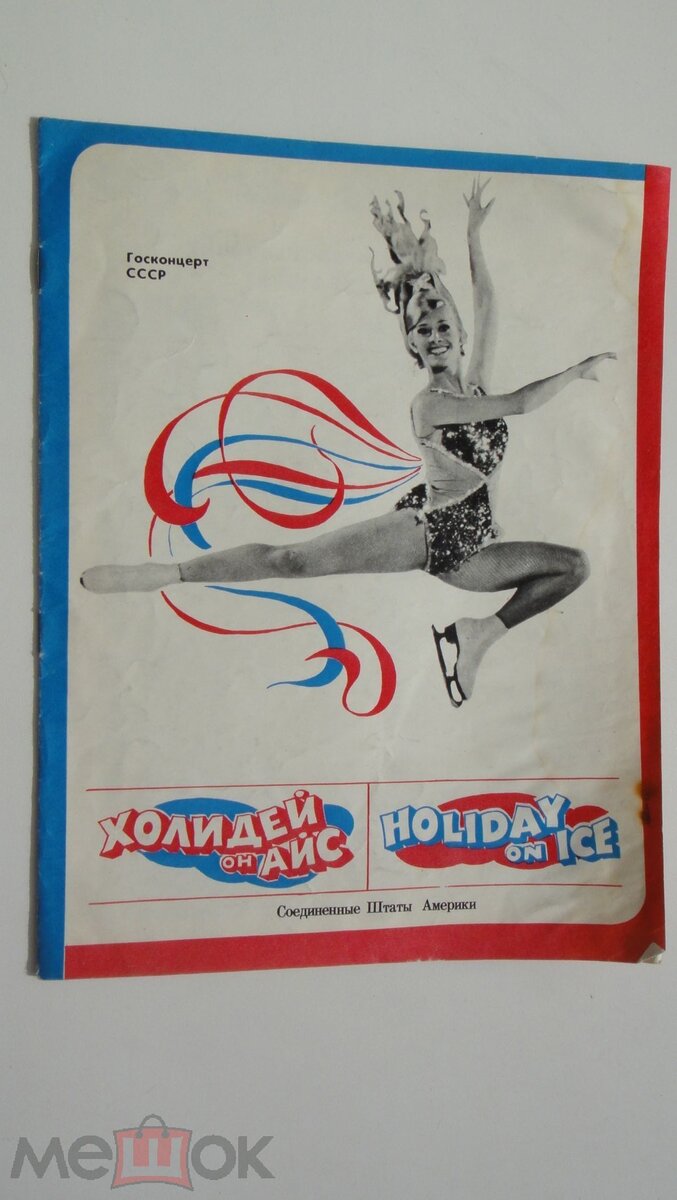 Госконцерт
СССР
ХОЛИДЕЙ
ОН АЙС
HOLIDAY
ON ICE
Соединенные Штаты Америки
мешок